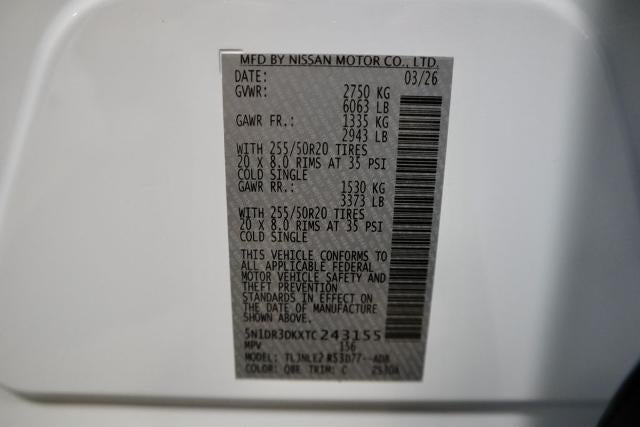 MFD BY NISSAN MOTOR CO., LTD.
DATE: 03/26
GVWR: 2750 KG
6063 LB
GAWR FR.: 1335 KG
2943 LB
WITH 255/50R20 TIRES
20 X 8.0 RIMS AT 35 PSI
COLD SINGLE
GAWR RR.: 1530 KG
3373 LB
WITH 255/50R20 TIRES
20 X 8.0 RIMS AT 35 PSI
COLD SINGLE
THIS VEHICLE CONFORMS TO
ALL APPLICABLE FEDERAL
MOTOR VEHICLE SAFETY AND
THEFT PREVENTION
STANDARDS IN EFFECT ON
THE DATE OF MANUFACTURE
SHOWN ABOVE.
5N1DR3DKXTC243155
MPV 156
MODEL: R53D77--ADB
COLOR: QBE TRIM: C